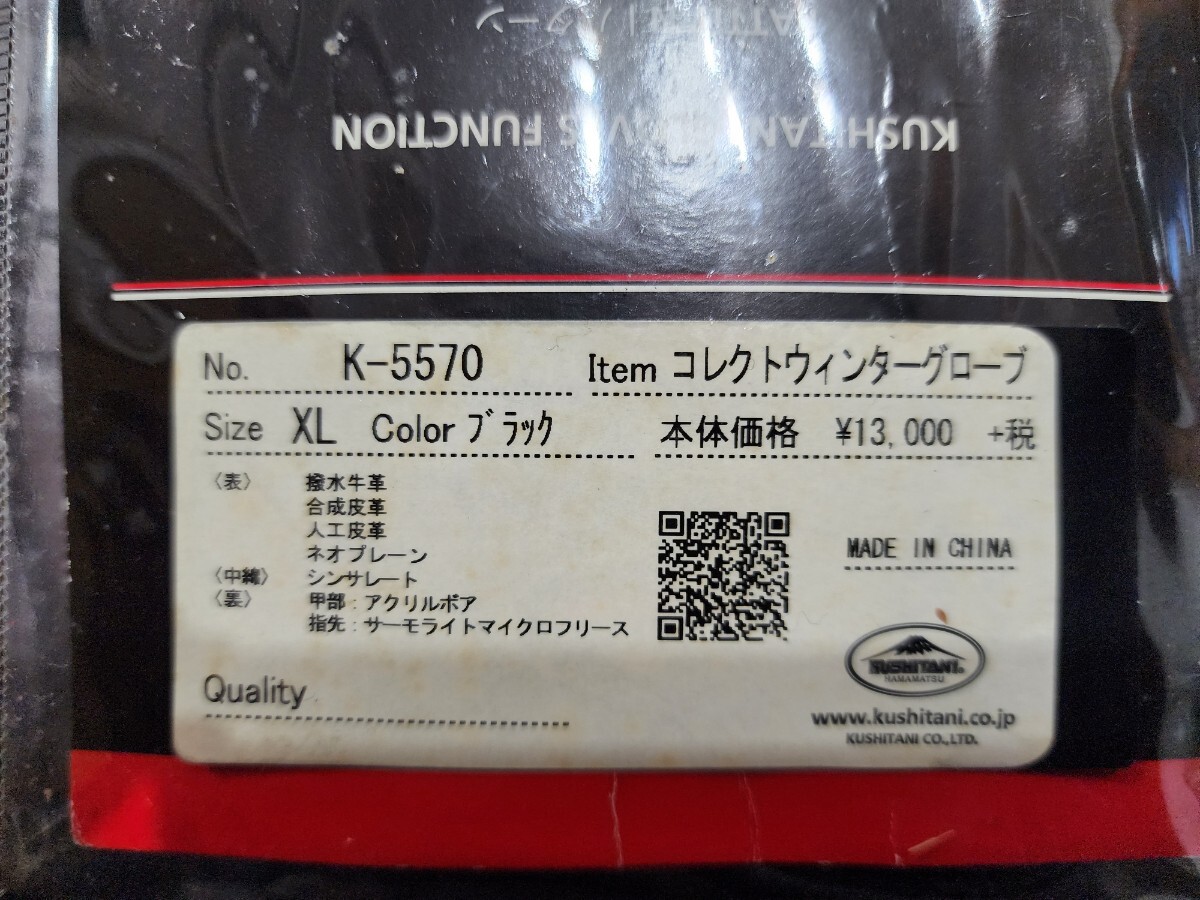 パターン
KUSHITANI FUNCTION
No. K-5570 Item コレクトウィンターグローブ
Size XL Color ブラック 本体価格 ¥13,000 +税
〈表〉 撥水牛革
合成皮革
人工皮革
ネオプレーン
〈中綿〉 シンサレート
〈裏〉 甲部:アクリルボア
指先:サーモライトマイクロフリース
MADE IN CHINA
KUSHITANI.
HAMAMATSU
Quality
www.kushitani.co.jp
KUSHITANI CO.,LTD.